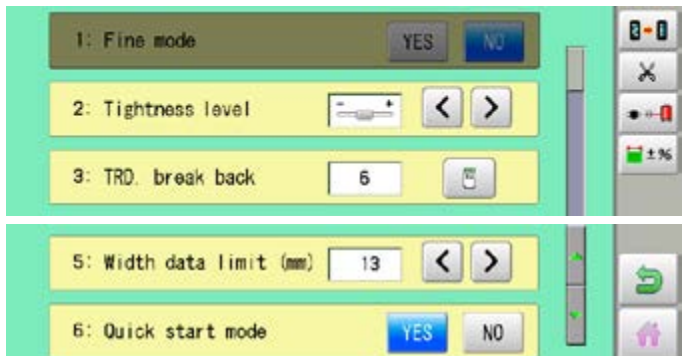 1: Fine mode YES NO
2: Tightness level - + < >
3: TRD. break back 6
±%
5: Width data limit (mm) 13 < >
6: Quick start mode YES NO